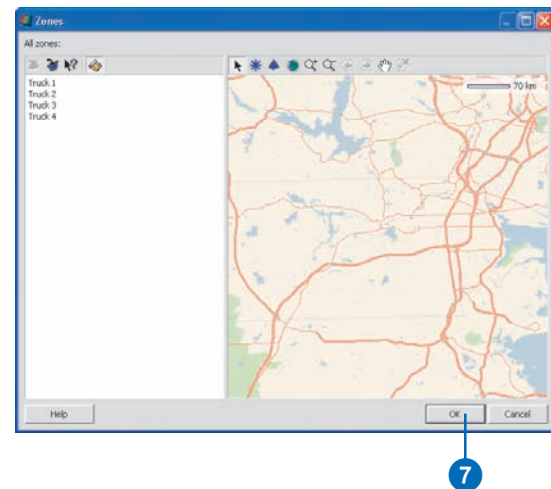 Zones
All zones:
Truck 1
Truck 2
Truck 3
Truck 4
70 km
Help
OK
Cancel
7